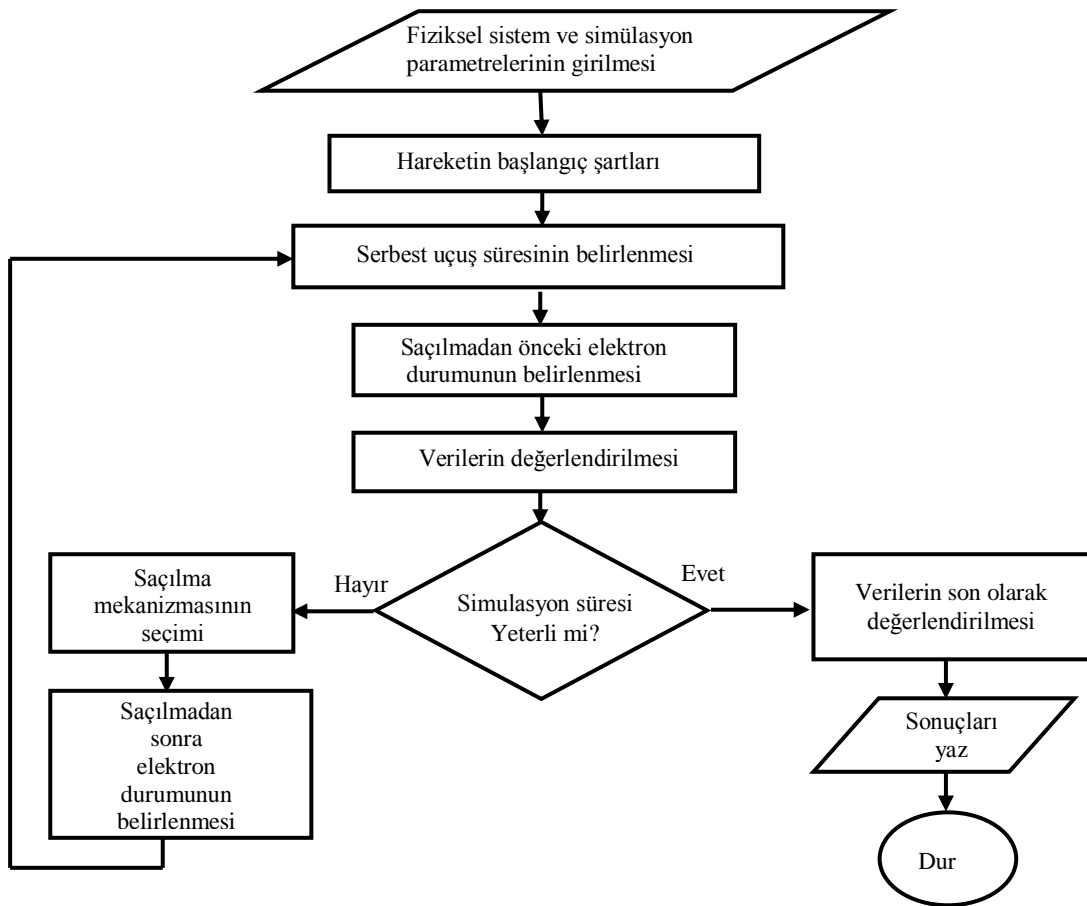 Fiziksel sistem ve simülasyon
parametrelerinin girilmesi
Hareketin başlangıç şartları
Serbest uçuş süresinin belirlenmesi
Saçılmadan önceki elektron
durumunun belirlenmesi
Verilerin değerlendirilmesi
Simulasyon süresi
Yeterli mi?
Hayır
Evet
Saçılma
mekanizmasının
seçimi
Saçılmadan
sonra
elektron
durumunun
belirlenmesi
Verilerin son olarak
değerlendirilmesi
Sonuçları
yaz
Dur